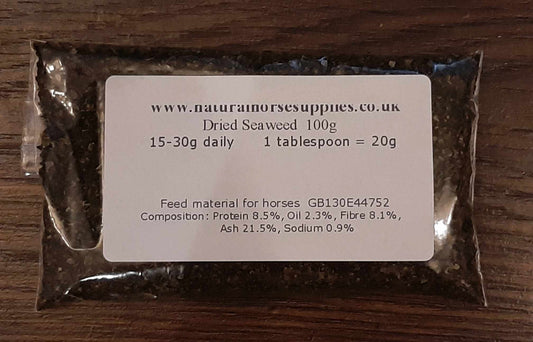 www.naturalhorsesupplies.co.uk
Dried Seaweed 100g
15-30g daily 1 tablespoon = 20g
Feed material for horses GB130E44752
Composition: Protein 8.5%, Oil 2.3%, Fibre 8.1%,
Ash 21.5%, Sodium 0.9%